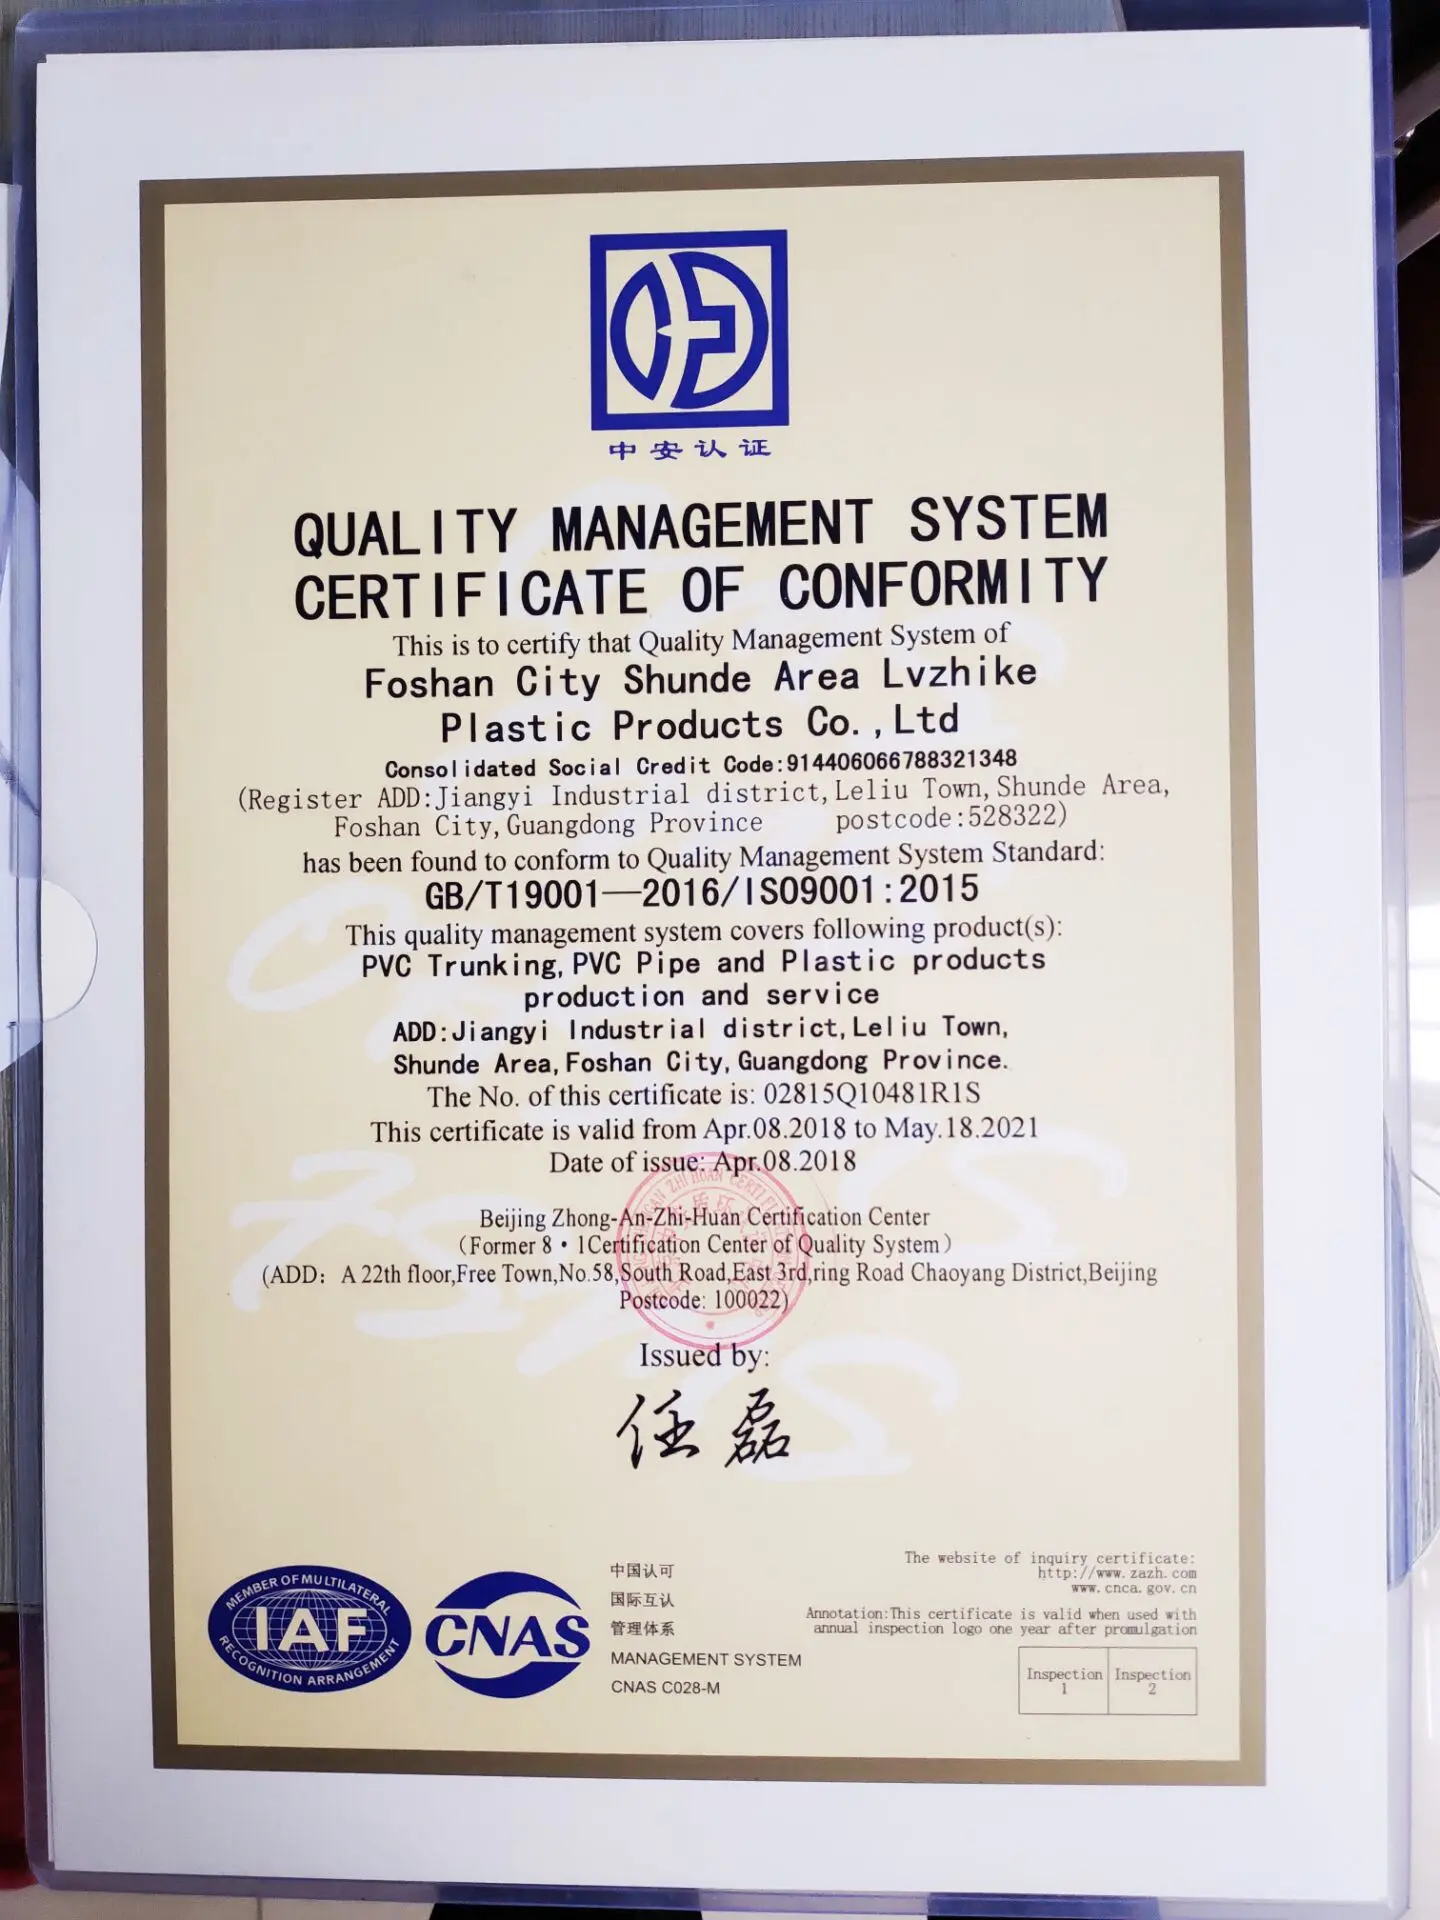 中安认证
QUALITY MANAGEMENT SYSTEM
CERTIFICATE OF CONFORMITY
This is to certify that Quality Management System of
Foshan City Shunde Area Lvzhike
Plastic Products Co.,Ltd
Consolidated Social Credit Code:914406066788321348
(Register ADD:Jiangyi Industrial district,Leliu Town,Shunde Area,
Foshan City,Guangdong Province postcode:528322)
has been found to conform to Quality Management System Standard:
GB/T19001—2016/ISO9001:2015
This quality management system covers following product(s):
PVC Trunking,PVC Pipe and Plastic products
production and service
ADD:Jiangyi Industrial district,Leliu Town,
Shunde Area,Foshan City,Guangdong Province.
The No. of this certificate is: 02815Q10481R1S
This certificate is valid from Apr.08.2018 to May.18.2021
Date of issue: Apr.08.2018
Beijing Zhong-An-Zhi-Huan Certification Center
(Former 8·1Certification Center of Quality System)
(ADD: A 22th floor,Free Town,No.58,South Road,East 3rd,ring Road Chaoyang District,Beijing
Postcode: 100022)
Issued by:
任磊
MEMBER OF MULTILATERAL
IAF
RECOGNITION ARRANGEMENT
CNAS
中国认可
国际互认
管理体系
MANAGEMENT SYSTEM
CNAS C028-M
The website of inquiry certificate:
http://www.zazh.com
www.cnca.gov.cn
Annotation:This certificate is valid when used with
annual inspection logo one year after promulgation
Inspection 1
Inspection 2